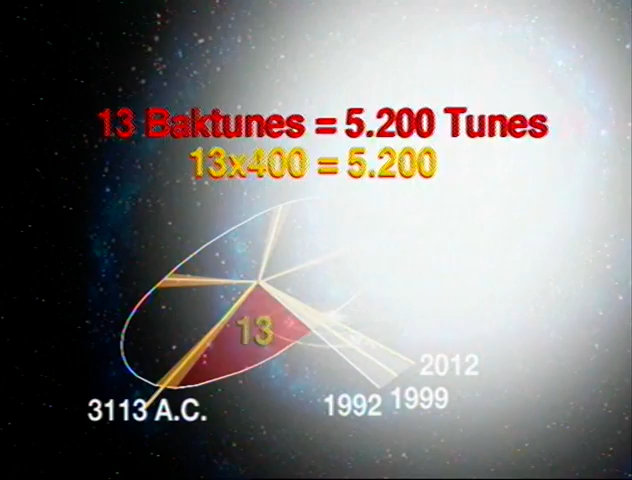 13 Baktunes = 5.200 Tunes
13x400 = 5.200
13
2012
3113 A.C.
1992 1999